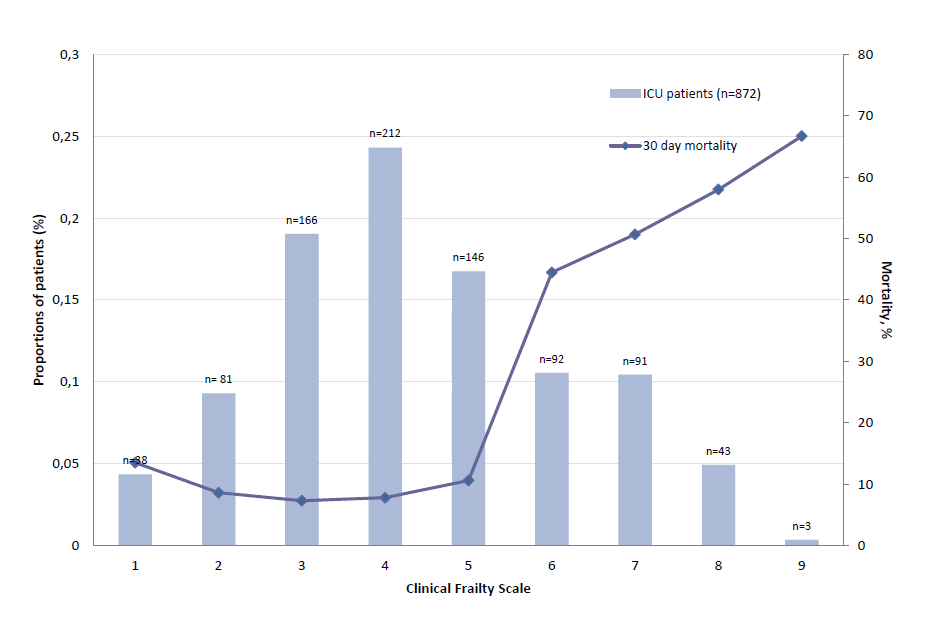 0,3
0,25
0,2
0,15
0,1
0,05
0
Proportions of patients (%)
80
70
60
50
40
30
20
10
0
Mortality, %
ICU patients (n=872)
30 day mortality
n=38
n= 81
n=166
n=212
n=146
n=92
n=91
n=43
n=3
1 2 3 4 5 6 7 8 9
Clinical Frailty Scale